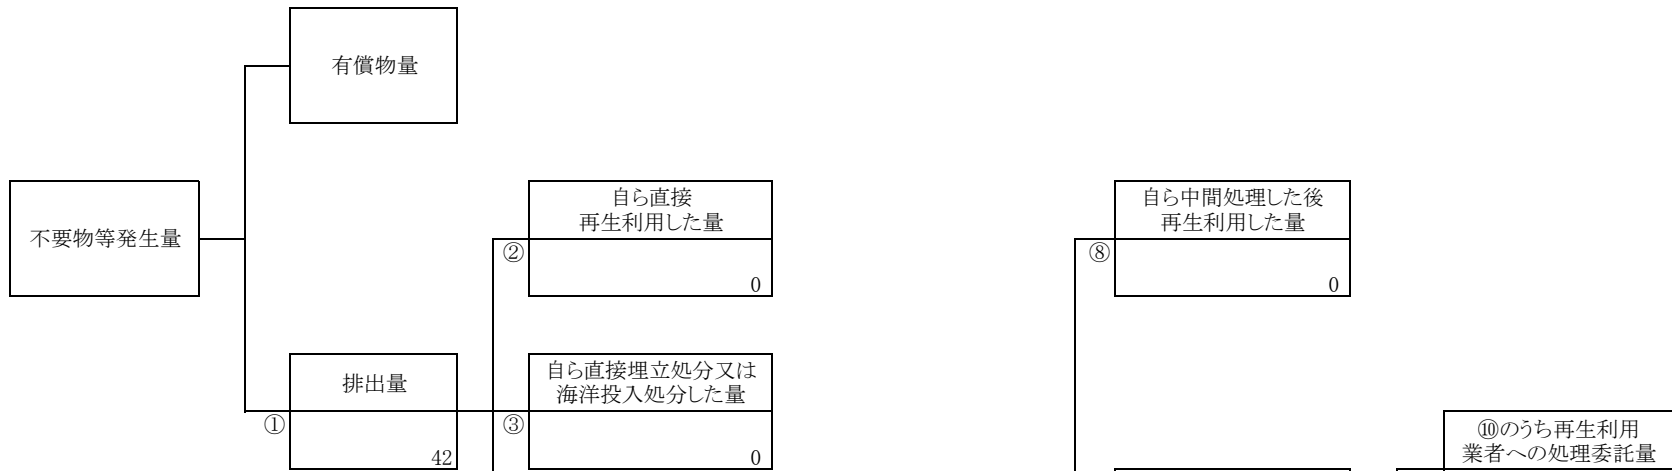 有償物量
不要物等発生量
自ら直接
再生利用した量
②
0
自ら中間処理した後
再生利用した量
⑧
0
排出量
①
42
自ら直接埋立処分又は
海洋投入処分した量
③
0
⑩のうち再生利用
業者への処理委託量